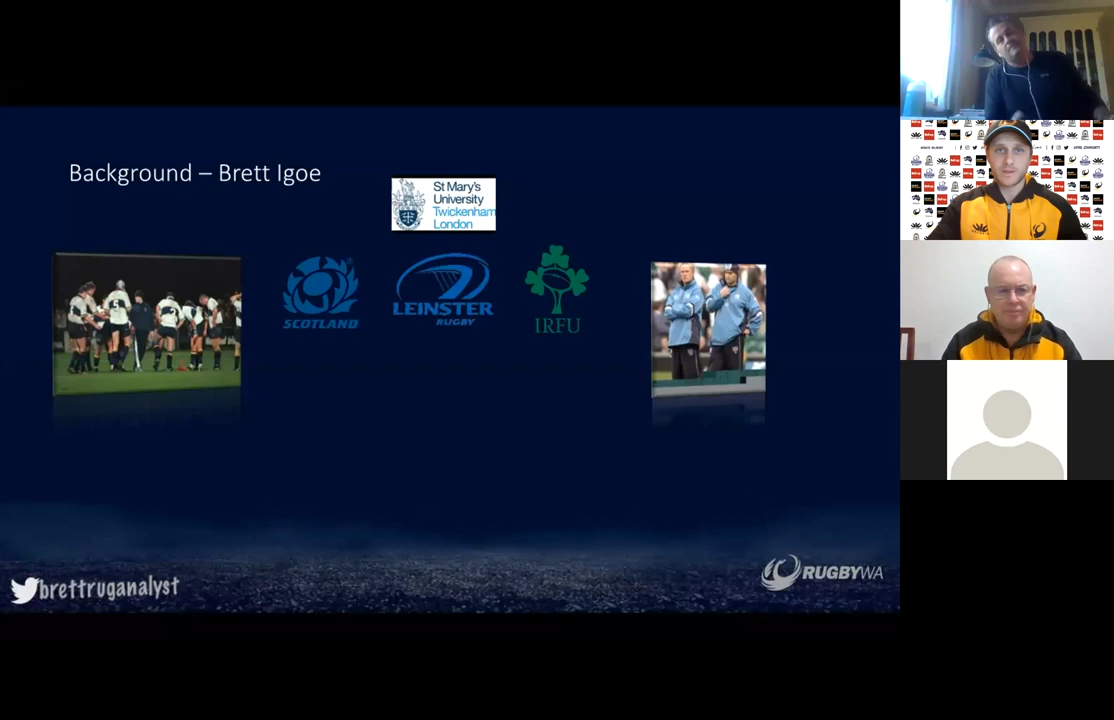 Background – Brett Igoe
St Mary's
University
Twickenham
London
SCOTLAND
LEINSTER
RUGBY
IRFU
brettruganalyst
RUGBYWA